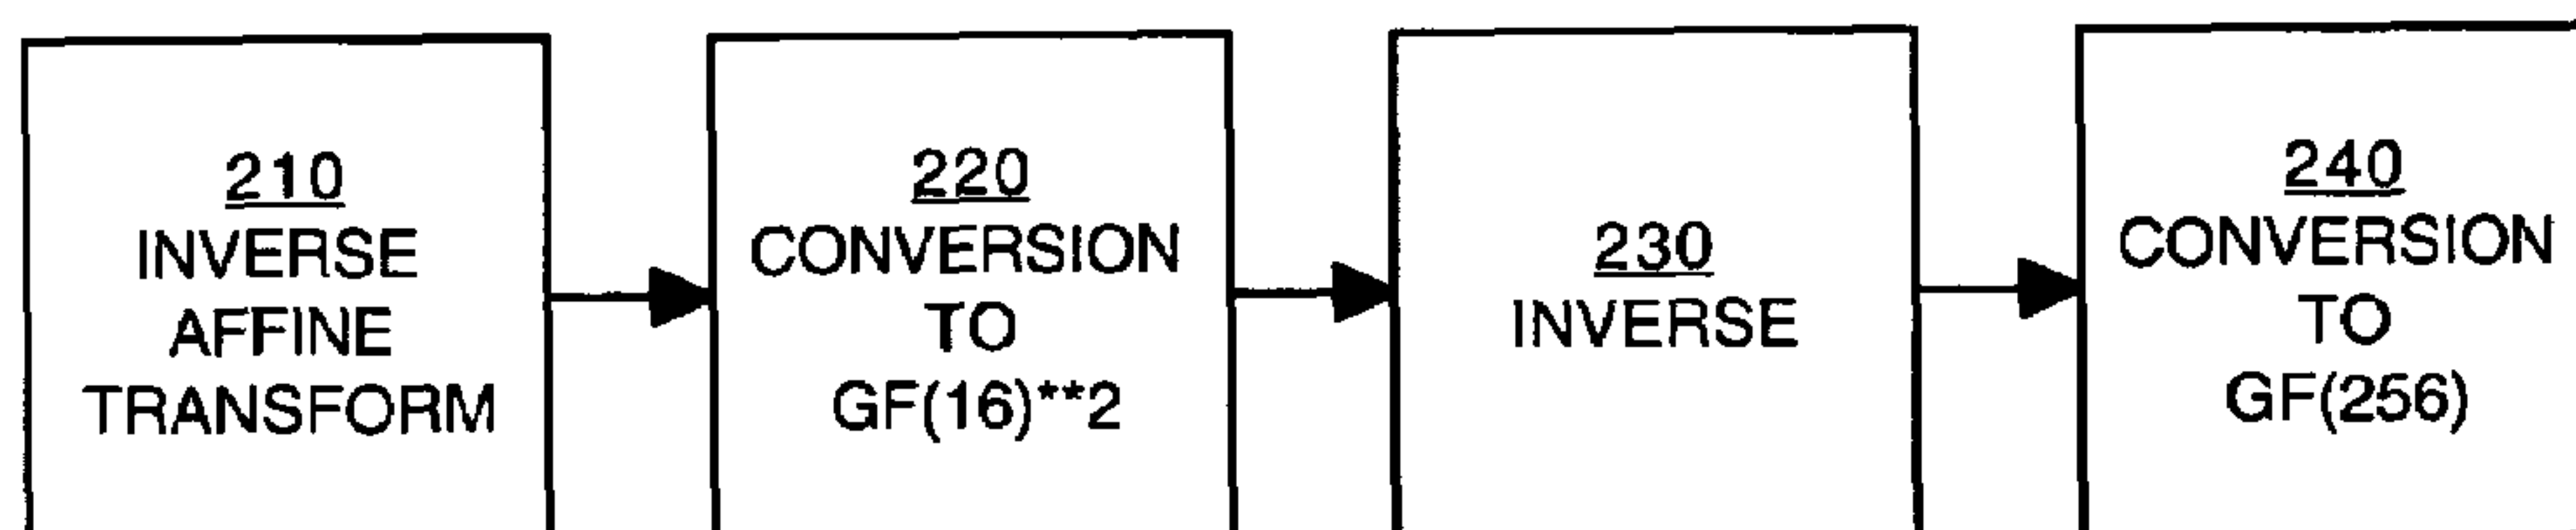 210
INVERSE
AFFINE
TRANSFORM
220
CONVERSION
TO
GF(16)**2
230
INVERSE
240
CONVERSION
TO
GF(256)